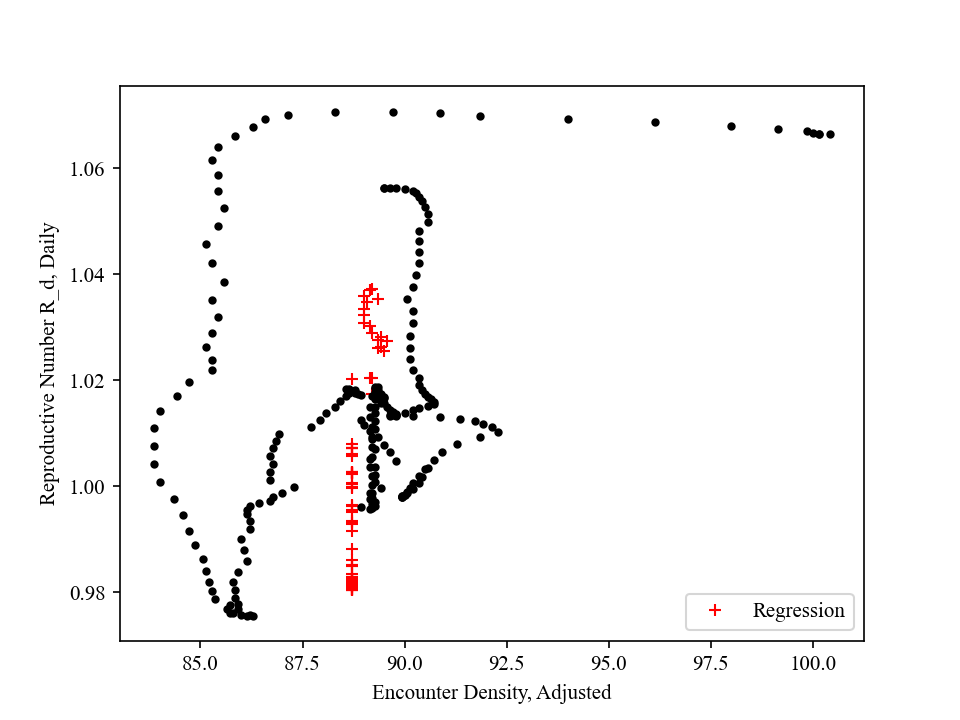 1.06
1.04
1.02
1.00
0.98
Reproductive Number R_d, Daily
Regression
85.0 87.5 90.0 92.5 95.0 97.5 100.0
Encounter Density, Adjusted